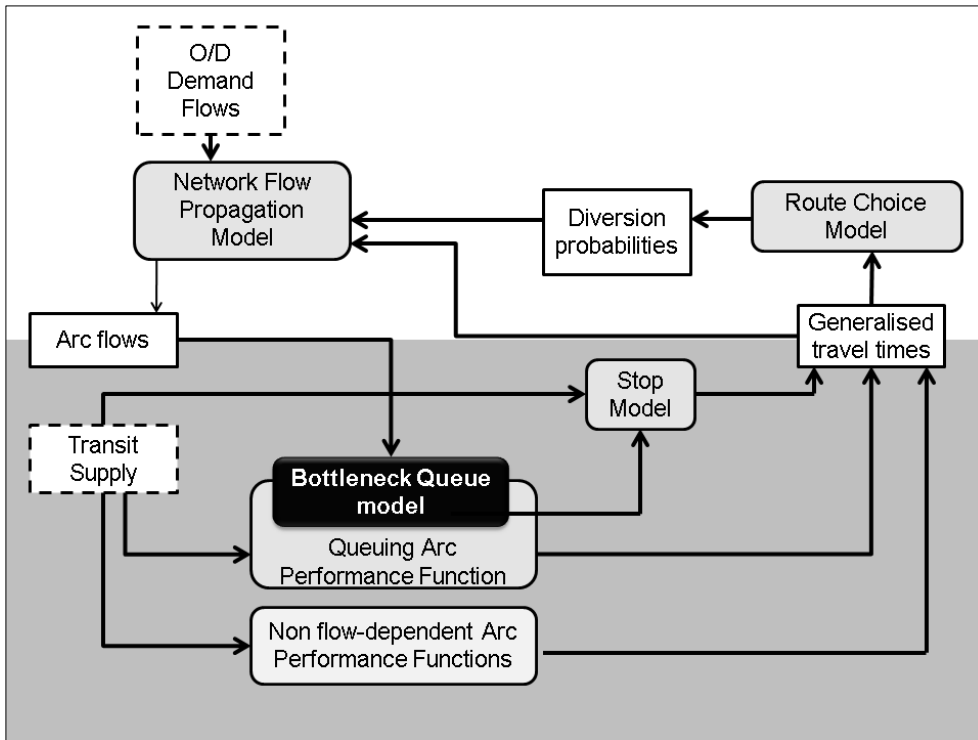 O/D
Demand
Flows
Network Flow
Propagation
Model
Diversion
probabilities
Route Choice
Model
Arc flows
Generalised
travel times
Stop
Model
Transit
Supply
Bottleneck Queue
model
Queuing Arc
Performance Function
Non flow-dependent Arc
Performance Functions